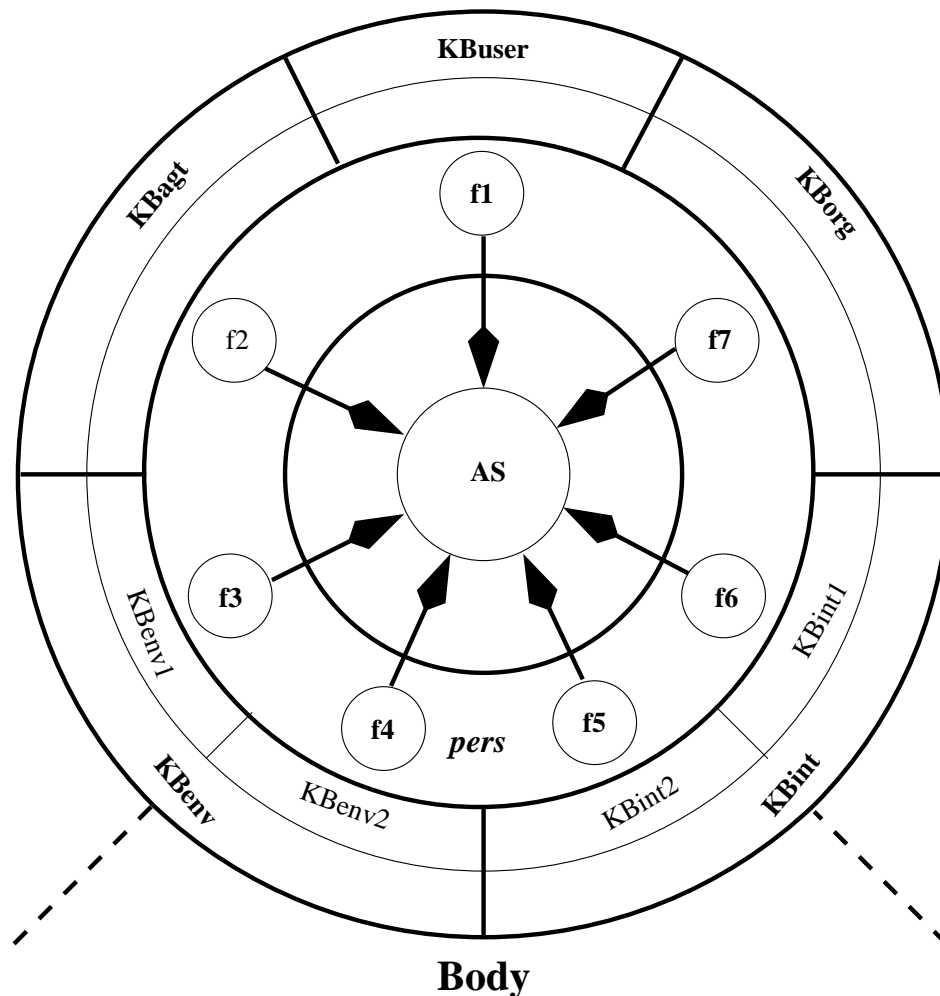 KBuser
KBagt
KBorg
f1
f2
f7
AS
f3
f6
KBenv1
KBint1
f4
pers
f5
KBenv
KBenv2
KBint2
KBint
Body